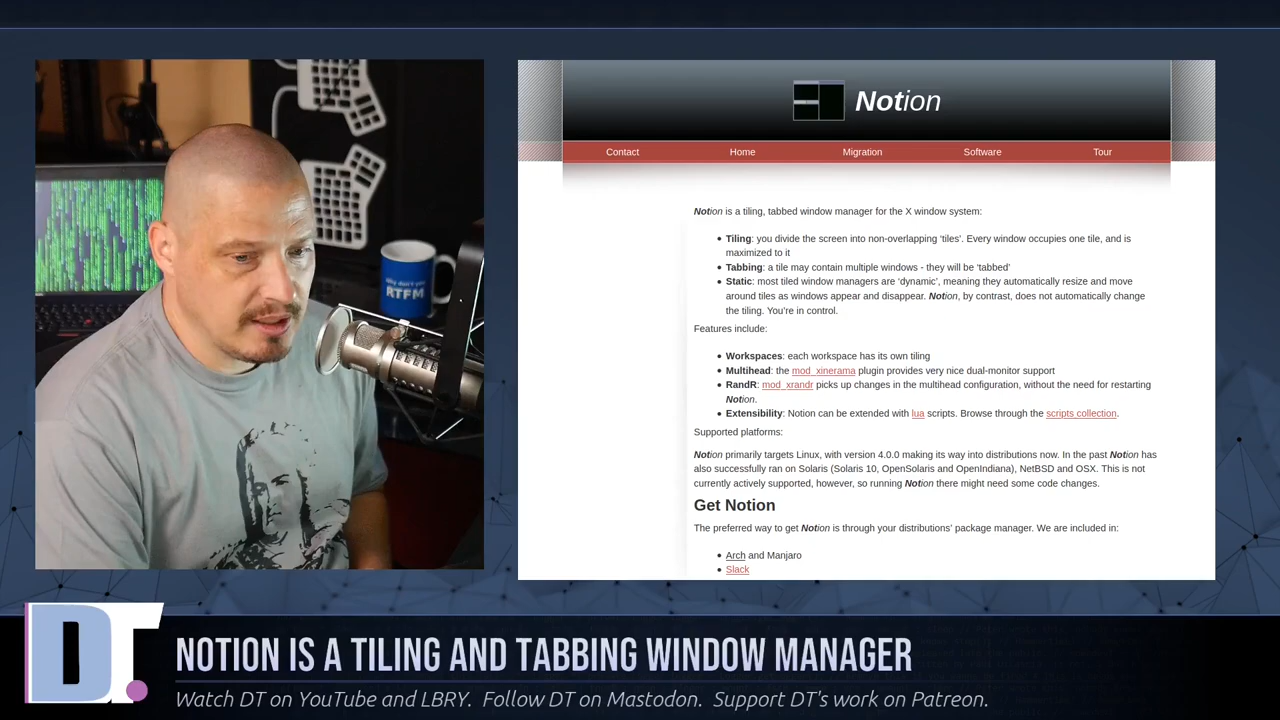 Why don't you
RTFM
Notion
Contact Home Migration Software Tour
Notion is a tiling, tabbed window manager for the X window system:
Tiling: you divide the screen into non-overlapping 'tiles'. Every window occupies one tile, and is
maximized to it
Tabbing: a tile may contain multiple windows - they will be 'tabbed'
Static: most tiled window managers are 'dynamic', meaning they automatically resize and move
around tiles as windows appear and disappear. Notion, by contrast, does not automatically change
the tiling. You're in control.
Features include:
Workspaces: each workspace has its own tiling
Multihead: the mod_xinerama plugin provides very nice dual-monitor support
RandR: mod_xrandr picks up changes in the multihead configuration, without the need for restarting
Notion.
Extensibility: Notion can be extended with lua scripts. Browse through the scripts collection.
Supported platforms:
Notion primarily targets Linux, with version 4.0.0 making its way into distributions now. In the past Notion has
also successfully ran on Solaris (Solaris 10, OpenSolaris and OpenIndiana), NetBSD and OSX. This is not
currently actively supported, however, so running Notion there might need some code changes.
Get Notion
The preferred way to get Notion is through your distributions' package manager. We are included in:
Arch and Manjaro
Slack
DT.
NOTION IS A TILING AND TABBING WINDOW MANAGER
Watch DT on YouTube and LBRY. Follow DT on Mastodon. Support DT's work on Patreon.